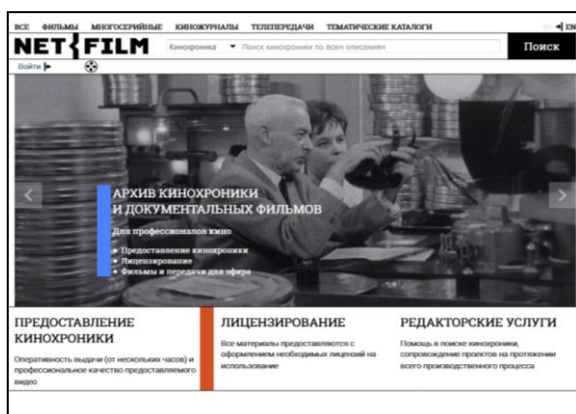 ВСЕ ФИЛЬМЫ МНОГОСЕРИЙНЫЕ КИНОЖУРНАЛЫ ТЕЛЕПЕРЕДАЧИ ТЕМАТИЧЕСКИЕ КАТАЛОГИ EN
NET FILM Кинохроника Поиск кинохроники по всем описаниям Поиск
Войти
АРХИВ КИНОХРОНИКИ
И ДОКУМЕНТАЛЬНЫХ ФИЛЬМОВ
Для профессионалов кино
• Предоставление кинохроники
• Лицензирование
• Фильмы и передачи для эфира
ПРЕДОСТАВЛЕНИЕ
КИНОХРОНИКИ
Оперативность выдачи (от нескольких часов) и
профессиональное качество предоставляемого
видео
ЛИЦЕНЗИРОВАНИЕ
Все материалы предоставляются с
оформлением необходимых лицензий на
использование
РЕДАКТОРСКИЕ УСЛУГИ
Помощь в поиске кинохроники,
сопровождение проектов на протяжении
всего производственного процесса